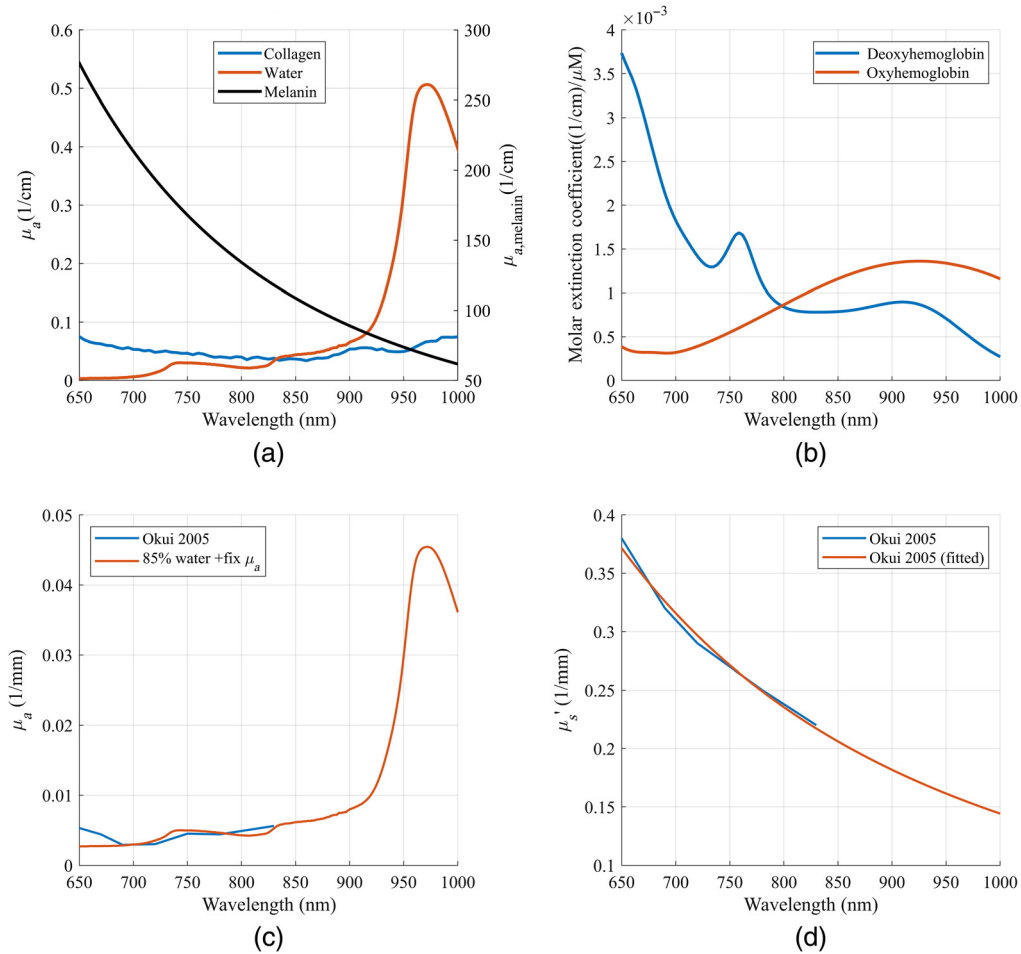 0.6
0.5
0.4
0.3
0.2
0.1
0
300
250
200
150
100
50
μa(1/cm)
μa,melanin(1/cm)
Collagen
Water
Melanin
650 700 750 800 850 900 950 1000
Wavelength (nm)
(a)
×10⁻³
4
3.5
3
2.5
2
1.5
1
0.5
0
Molar extinction coefficient((1/cm)/μM)
Deoxyhemoglobin
Oxyhemoglobin
650 700 750 800 850 900 950 1000
Wavelength (nm)
(b)
0.05
0.04
0.03
0.02
0.01
0
μa (1/mm)
Okui 2005
85% water +fix μa
650 700 750 800 850 900 950 1000
Wavelength (nm)
(c)
0.4
0.35
0.3
0.25
0.2
0.15
0.1
μs' (1/mm)
Okui 2005
Okui 2005 (fitted)
650 700 750 800 850 900 950 1000
Wavelength (nm)
(d)